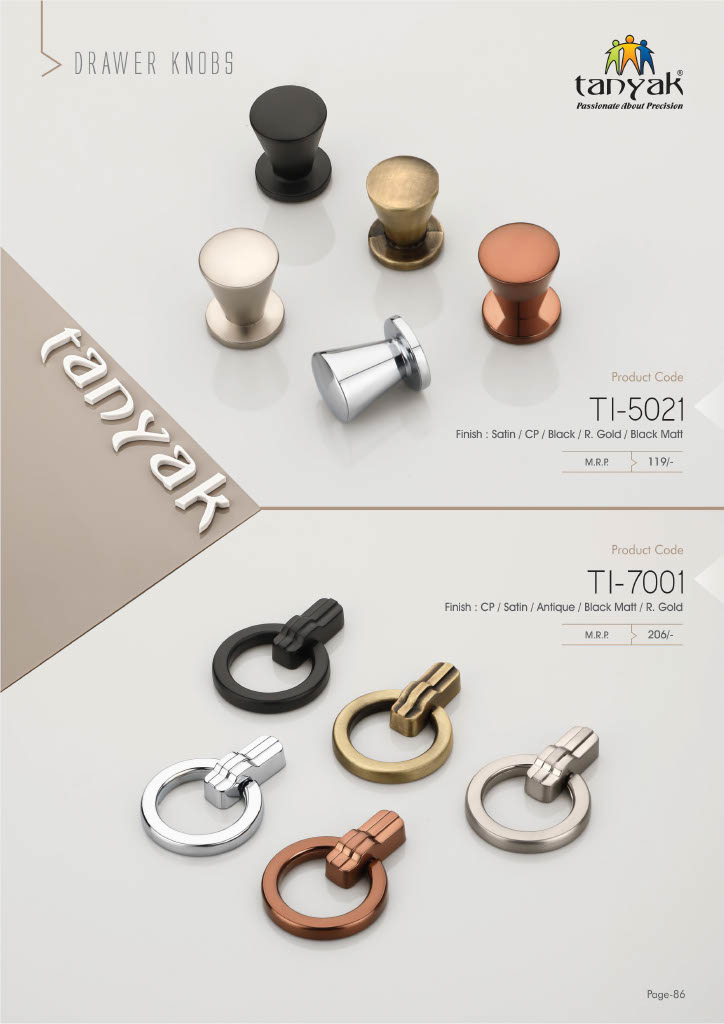 DRAWER KNOBS
tanyak®
Passionate About Precision
tanyak
Product Code
TI-5021
Finish : Satin / CP / Black / R. Gold / Black Matt
M.R.P. 119/-
Product Code
TI-7001
Finish : CP / Satin / Antique / Black Matt / R. Gold
M.R.P. 206/-
Page-86